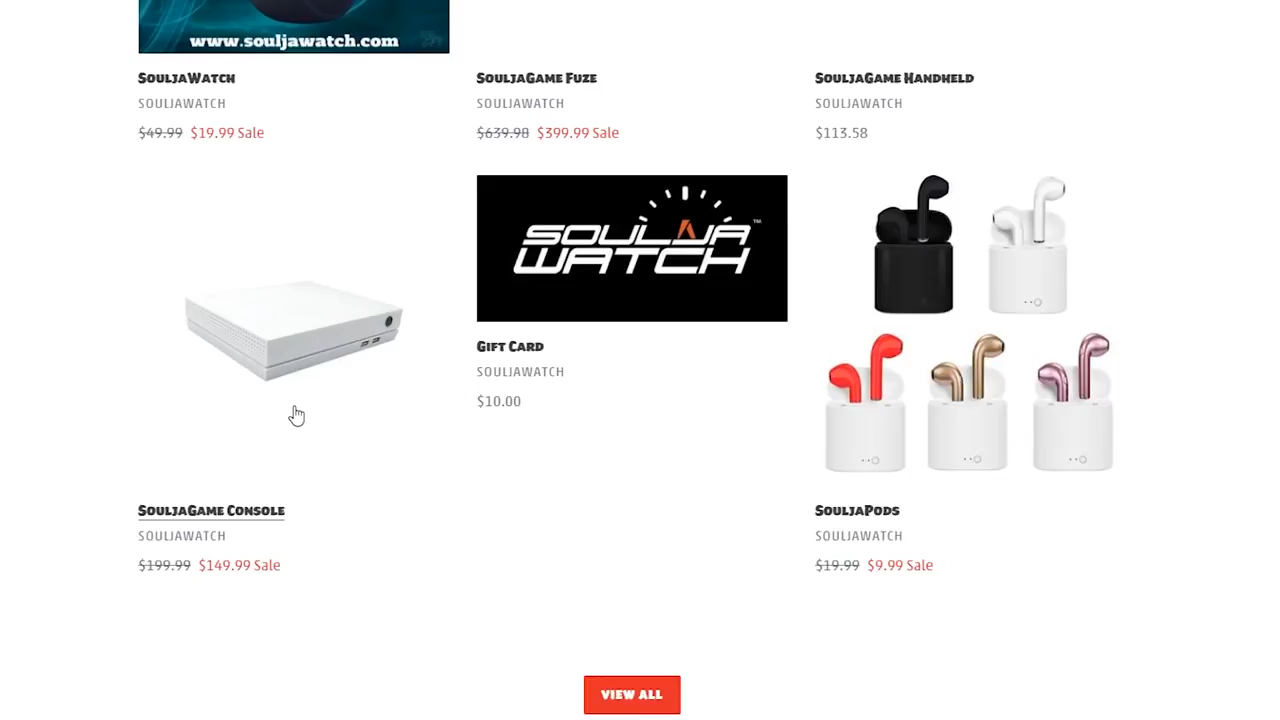 www.souljawatch.com
SouljaWatch
SOULJAWATCH
$49.99 $19.99 Sale
SouljaGame Fuze
SOULJAWATCH
$639.98 $399.99 Sale
SouljaGame Handheld
SOULJAWATCH
$113.58
SOULJA™
WATCH
SouljaGame Console
SOULJAWATCH
$199.99 $149.99 Sale
Gift Card
SOULJAWATCH
$10.00
SouljaPods
SOULJAWATCH
$19.99 $9.99 Sale
VIEW ALL